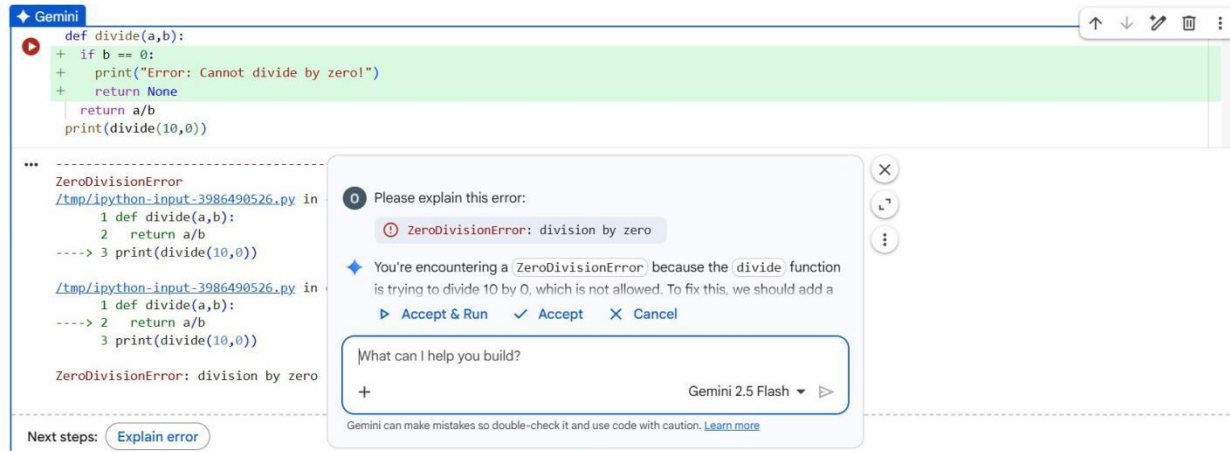 Gemini
def divide(a,b):
+ if b == 0:
+ print("Error: Cannot divide by zero!")
+ return None
return a/b
print(divide(10,0))
---------------------------------------
ZeroDivisionError
/tmp/ipython-input-3986490526.py in
1 def divide(a,b):
2 return a/b
----> 3 print(divide(10,0))
/tmp/ipython-input-3986490526.py in
1 def divide(a,b):
----> 2 return a/b
3 print(divide(10,0))
ZeroDivisionError: division by zero
Next steps: Explain error
O Please explain this error:
ZeroDivisionError: division by zero
You're encountering a ZeroDivisionError because the divide function
is trying to divide 10 by 0, which is not allowed. To fix this, we should add a
Accept & Run Accept Cancel
What can I help you build?
+ Gemini 2.5 Flash
Gemini can make mistakes so double-check it and use code with caution. Learn more